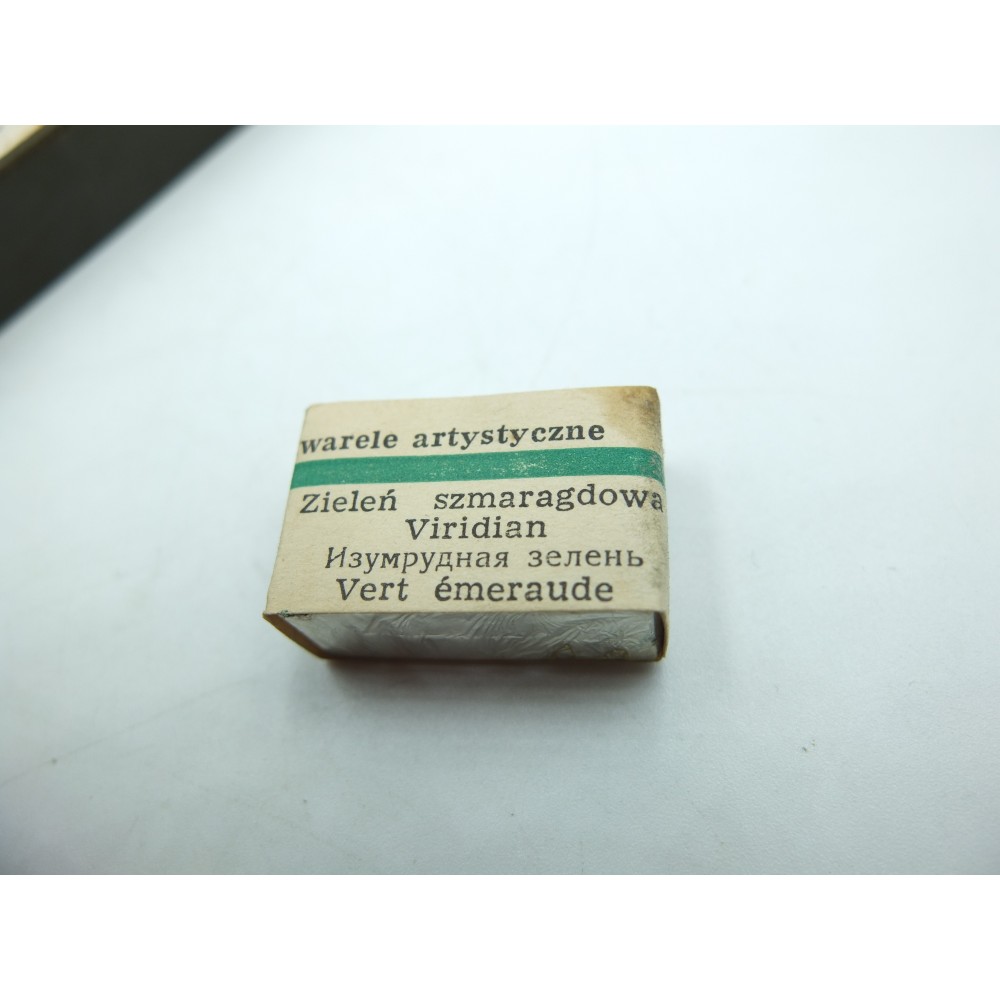 warele artystyczne
Zieleń szmaragdowa
Viridian
Изумрудная зелень
Vert émeraude